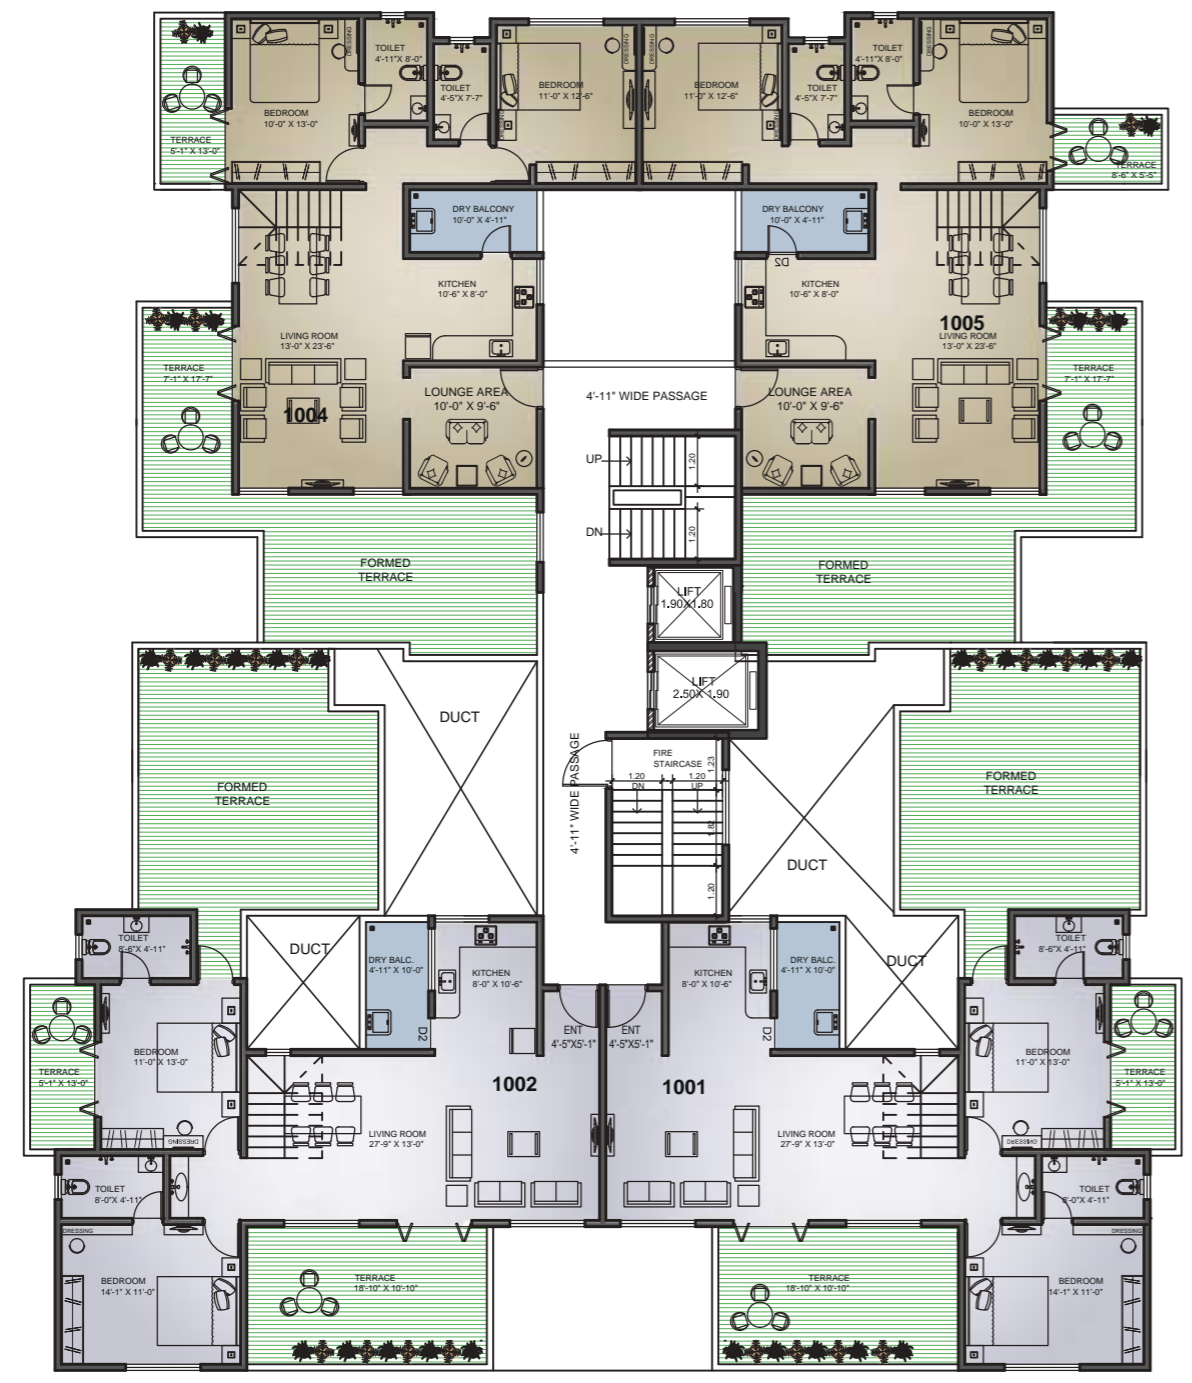 TOILET
4'-11"X 8'-0"
DRESSING
TOILET
4'-5"X 7'-7"
BEDROOM
10'-0" X 13'-0"
TERRACE
5'-1" X 13'-0"
DRESSING
BEDROOM
11'-0" X 12'-6"
DRESSING
DRESSING
BEDROOM
11'-0" X 12'-6"
TOILET
4'-5"X 7'-7"
TOILET
4'-11"X 8'-0"
DRESSING
BEDROOM
10'-0" X 13'-0"
TERRACE
8'-6" X 5'-5"
DRY BALCONY
10'-0" X 4'-11"
KITCHEN
10'-6" X 8'-0"
LIVING ROOM
13'-0" X 23'-6"
1004
TERRACE
7'-1" X 17'-7"
LOUNGE AREA
10'-0" X 9'-6"
4'-11" WIDE PASSAGE
DRY BALCONY
10'-0" X 4'-11"
D2
KITCHEN
10'-6" X 8'-0"
1005
LIVING ROOM
13'-0" X 23'-6"
LOUNGE AREA
10'-0" X 9'-6"
TERRACE
7'-1" X 17'-7"
UP
1.20
DN
1.20
FORMED
TERRACE
FORMED
TERRACE
LIFT
1.90X1.80
LIFT
2.50X 1.90
DUCT
FORMED
TERRACE
4'-11" WIDE PASSAGE
FIRE
STAIRCASE
1.23
1.20
1.20
DN
UP
1.82
1.20
DUCT
FORMED
TERRACE
TOILET
8'-6"X 4'-11"
DUCT
DRY BALC.
4'-11" X 10'-0"
D2
KITCHEN
8'-0" X 10'-6"
ENT
4'-5"X5'-1"
ENT
4'-5"X5'-1"
KITCHEN
8'-0" X 10'-6"
DRY BALC.
4'-11" X 10'-0"
D2
DUCT
TOILET
8'-6"X 4'-11"
TERRACE
5'-1" X 13'-0"
BEDROOM
11'-0" X 13'-0"
DRESSING
1002
LIVING ROOM
27'-9" X 13'-0"
1001
LIVING ROOM
27'-9" X 13'-0"
BEDROOM
11'-0" X 13'-0"
DRESSING
TERRACE
5'-1" X 13'-0"
TOILET
8'-0"X 4'-11"
DRESSING
BEDROOM
14'-1" X 11'-0"
TERRACE
18'-10" X 10'-10"
TERRACE
18'-10" X 10'-10"
TOILET
8'-0"X 4'-11"
DRESSING
BEDROOM
14'-1" X 11'-0"